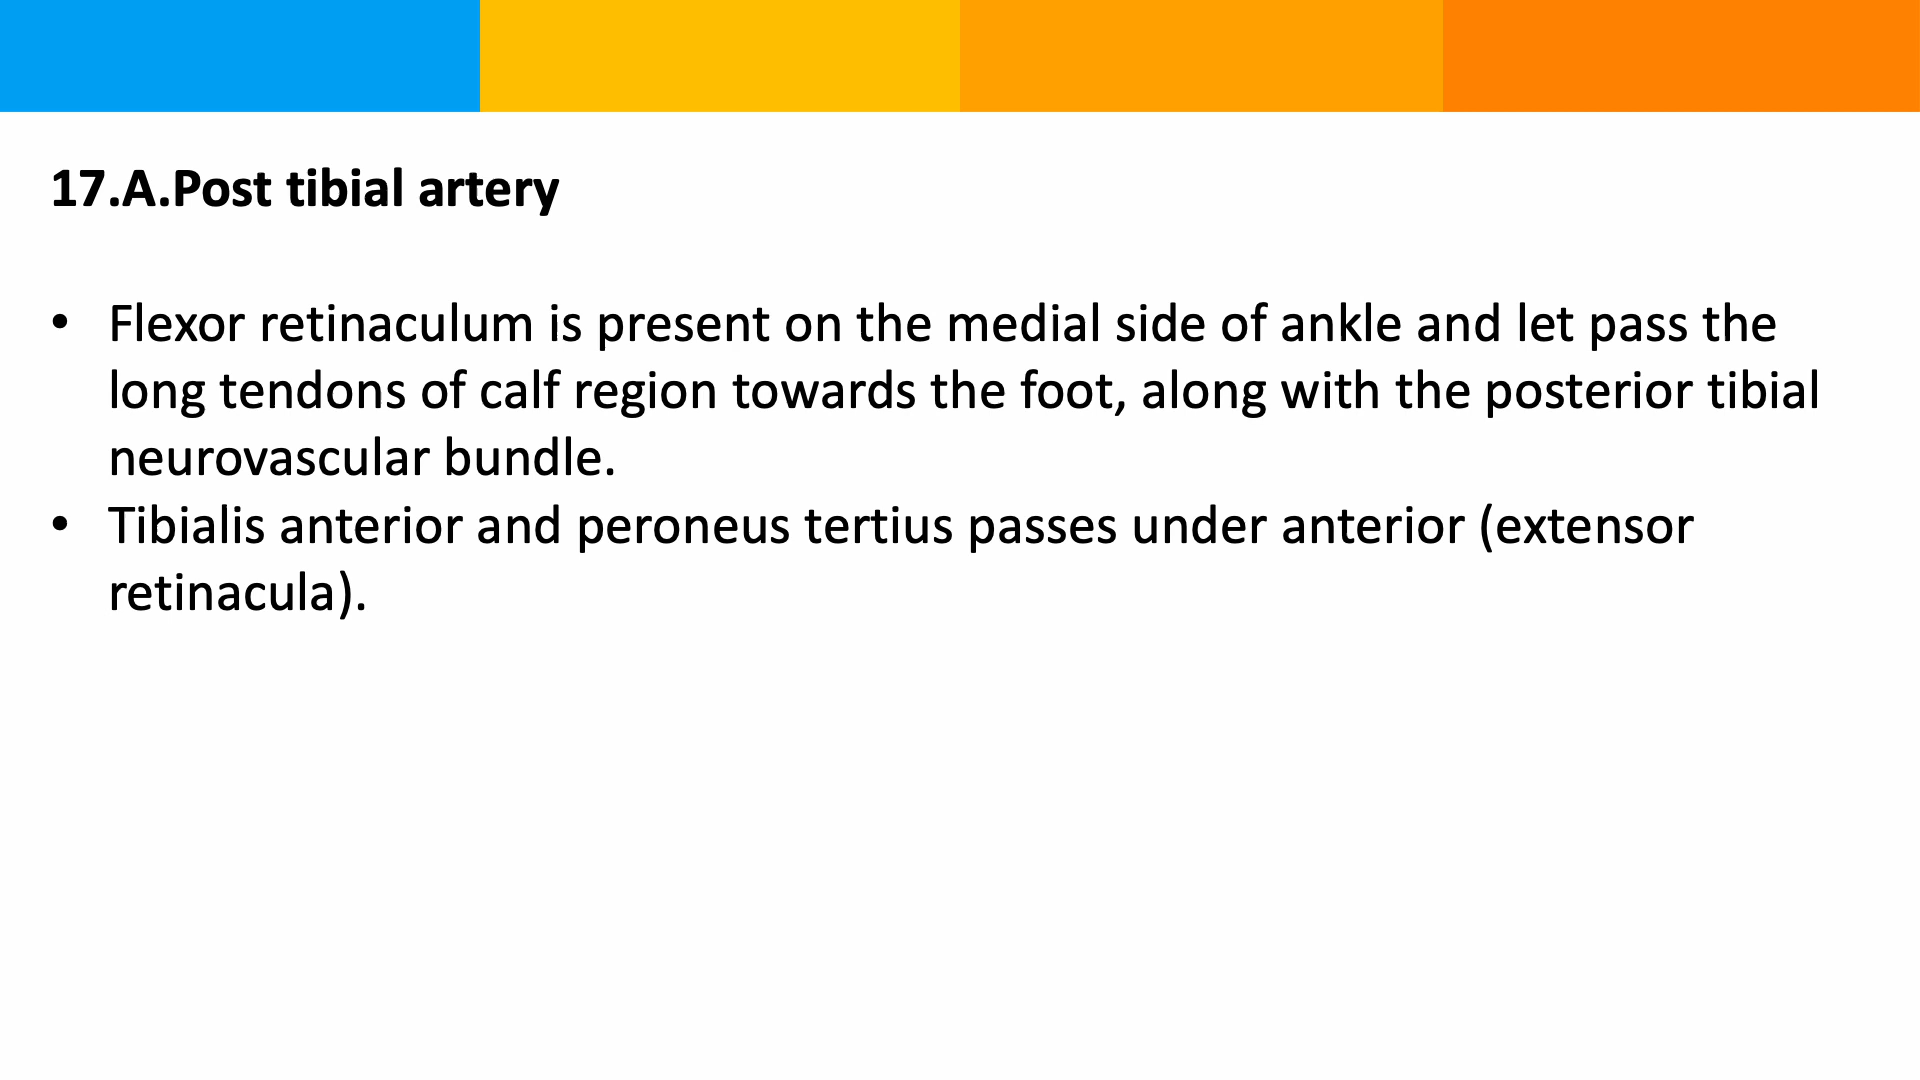 17.A.Post tibial artery
• Flexor retinaculum is present on the medial side of ankle and let pass the
long tendons of calf region towards the foot, along with the posterior tibial
neurovascular bundle.
• Tibialis anterior and peroneus tertius passes under anterior (extensor
retinacula).